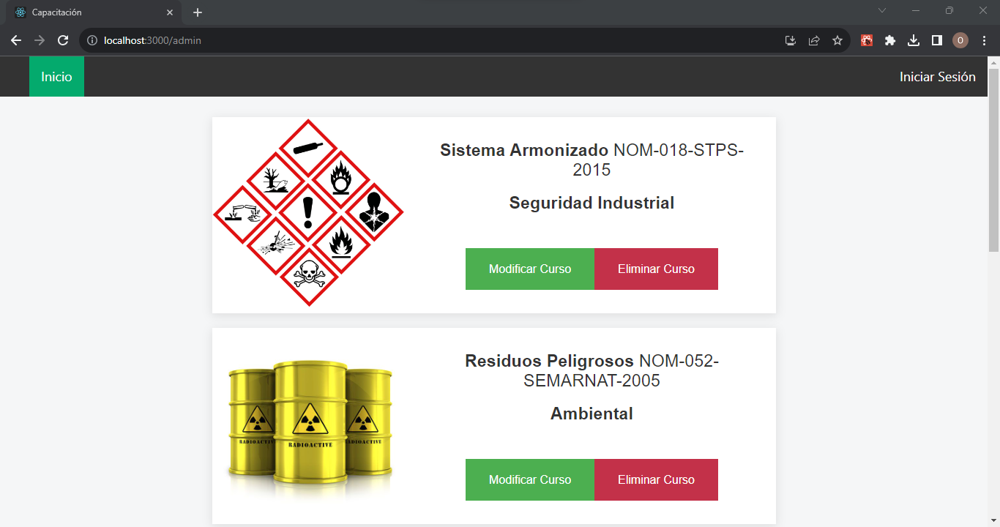 Capacitación
localhost:3000/admin
O
Inicio
Iniciar Sesión
Sistema Armonizado NOM-018-STPS-
2015
Seguridad Industrial
Modificar Curso
Eliminar Curso
RADIOACTIVE
RADIOACTIVE
RADIOACTIVE
Residuos Peligrosos NOM-052-
SEMARNAT-2005
Ambiental
Modificar Curso
Eliminar Curso